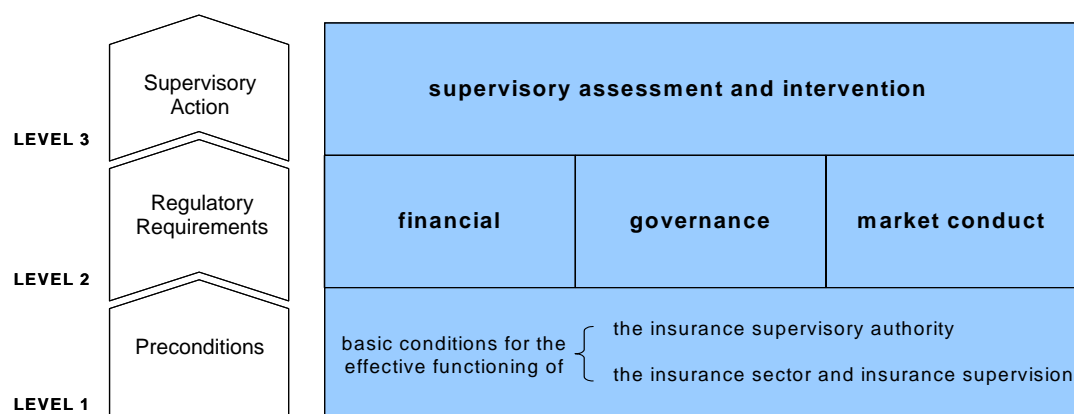 Supervisory
Action
supervisory assessment and intervention
LEVEL 3
Regulatory
Requirements
financial
governance
market conduct
LEVEL 2
Preconditions
basic conditions for the
effective functioning of
the insurance supervisory authority
the insurance sector and insurance supervision
LEVEL 1